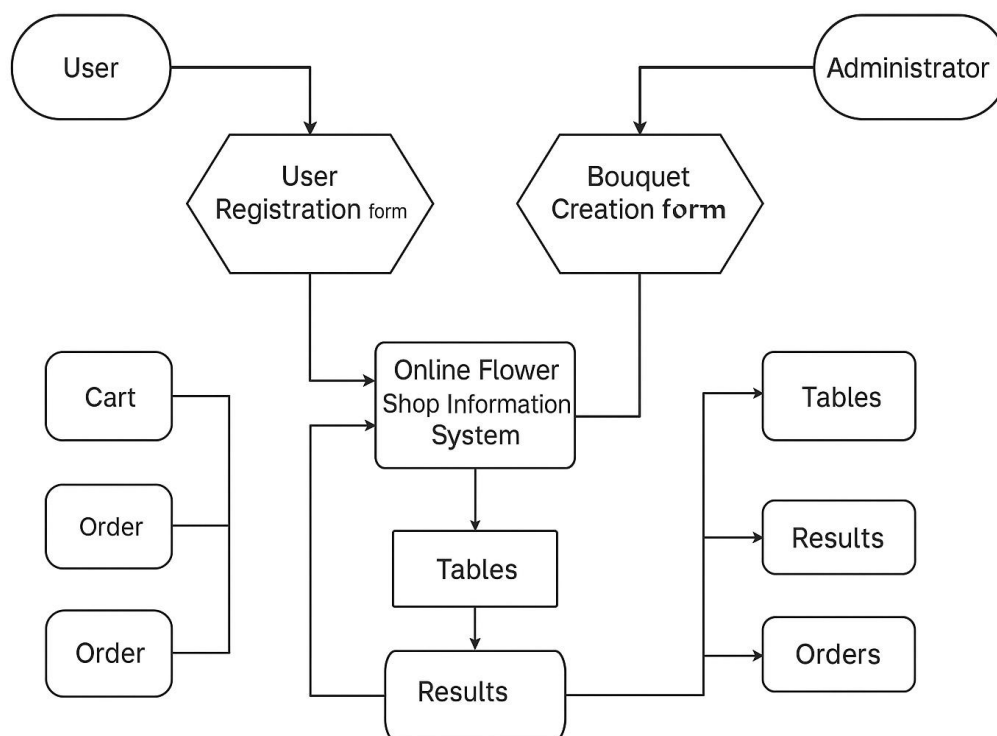 User
Administrator
User
Registration form
Bouquet
Creation form
Online Flower
Shop Information
System
Cart
Order
Order
Tables
Results
Tables
Results
Orders